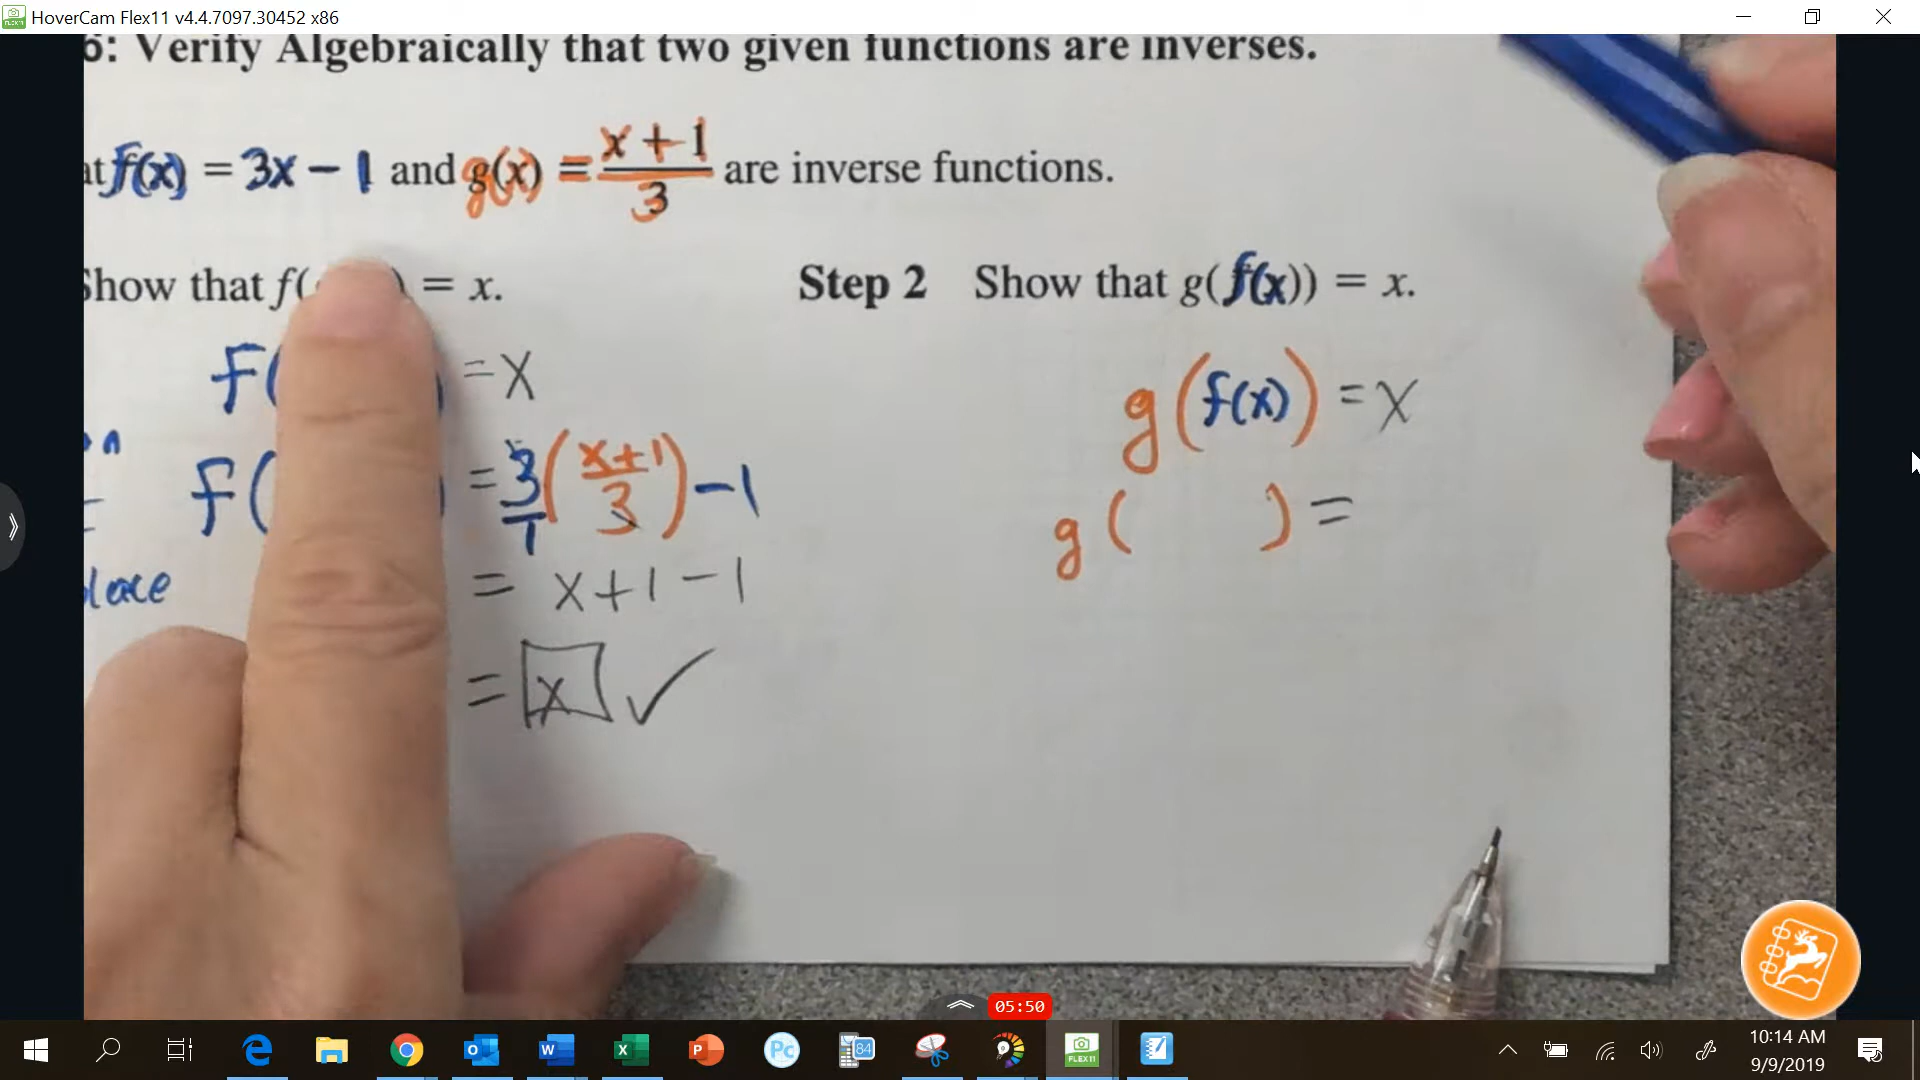 HoverCam Flex11 v4.4.7097.30452 x86
6: Verify Algebraically that two given functions are inverses.
at f(x) = 3x − 1 and g(x) = x + 1 / 3 are inverse functions.
Show that f( ) = x.
Step 2 Show that g(f(x)) = x.
f( ) = x
f( ) = 3/1 (x+1 / 3) − 1
= x+1−1
lace
= x ✓
g(f(x)) = x
g( ) =
05:50
84
FLEX11
10:14 AM
9/9/2019